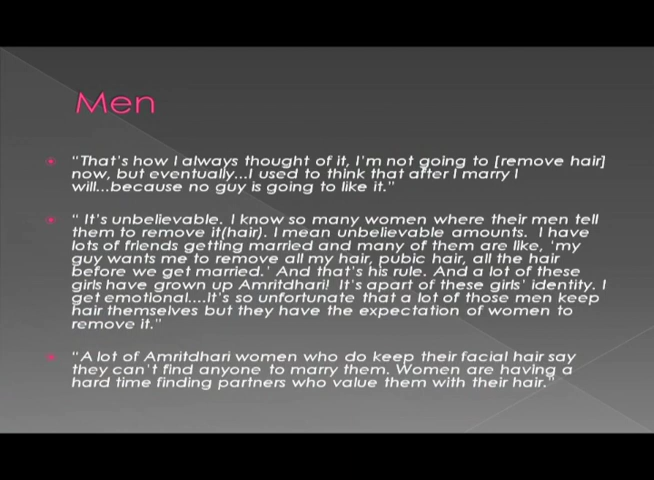 Men
“That's how I always thought of it, I'm not going to [remove hair]
now, but eventually...I used to think that after I marry I
will...because no guy is going to like it.”
“ It's unbelievable. I know so many women where their men tell
them to remove it(hair). I mean unbelievable amounts.  I have
lots of friends getting married and many of them are like, 'my
guy wants me to remove all my hair, pubic hair, all the hair
before we get married.' And that's his rule. And a lot of these
girls have grown up Amritdhari! It's apart of these girls' identity. I
get emotional....It's so unfortunate that a lot of those men keep
hair themselves but they have the expectation of women to
remove it.”
“A lot of Amritdhari women who do keep their facial hair say
they can't find anyone to marry them. Women are having a
hard time finding partners who value them with their hair.”